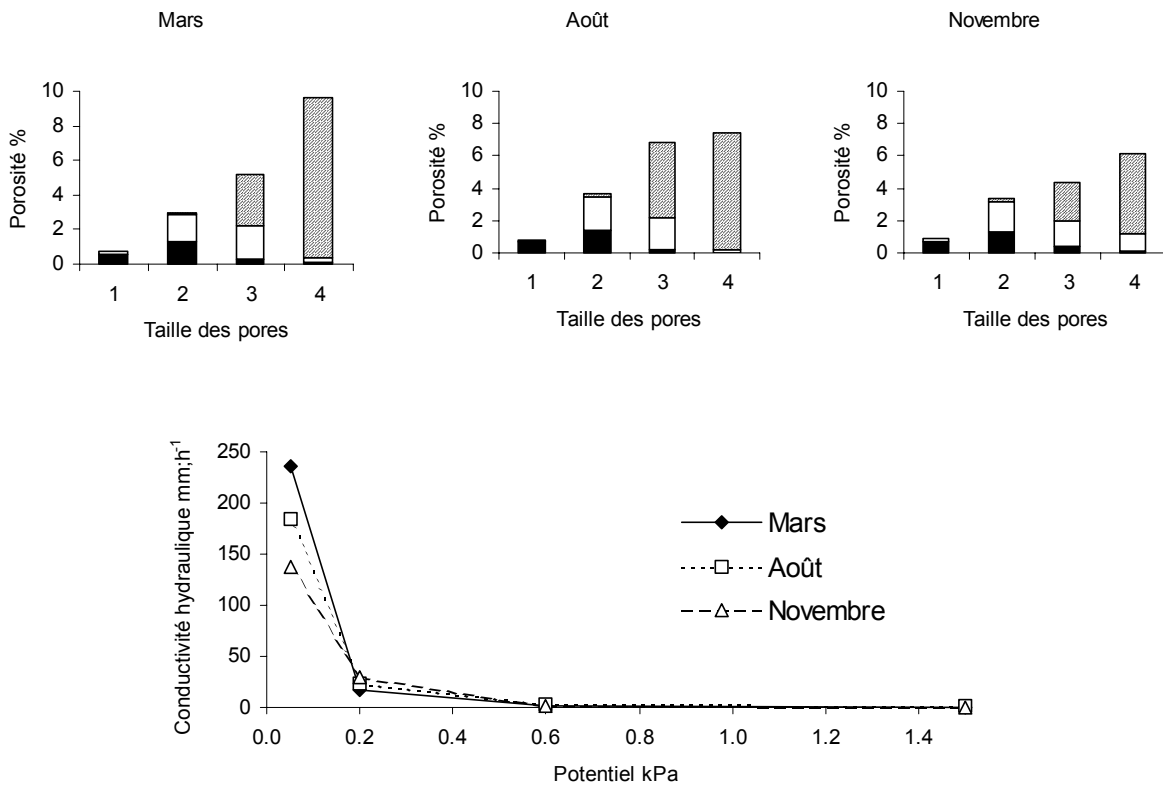 Mars
Août
Novembre
Porosité %
10
8
6
4
2
0
1 2 3 4
Taille des pores
Porosité %
10
8
6
4
2
0
1 2 3 4
Taille des pores
Porosité %
10
8
6
4
2
0
1 2 3 4
Taille des pores
Conductivité hydraulique mm;h-1
250
200
150
100
50
0
0.0 0.2 0.4 0.6 0.8 1.0 1.2 1.4
Potentiel kPa
Mars
Août
Novembre